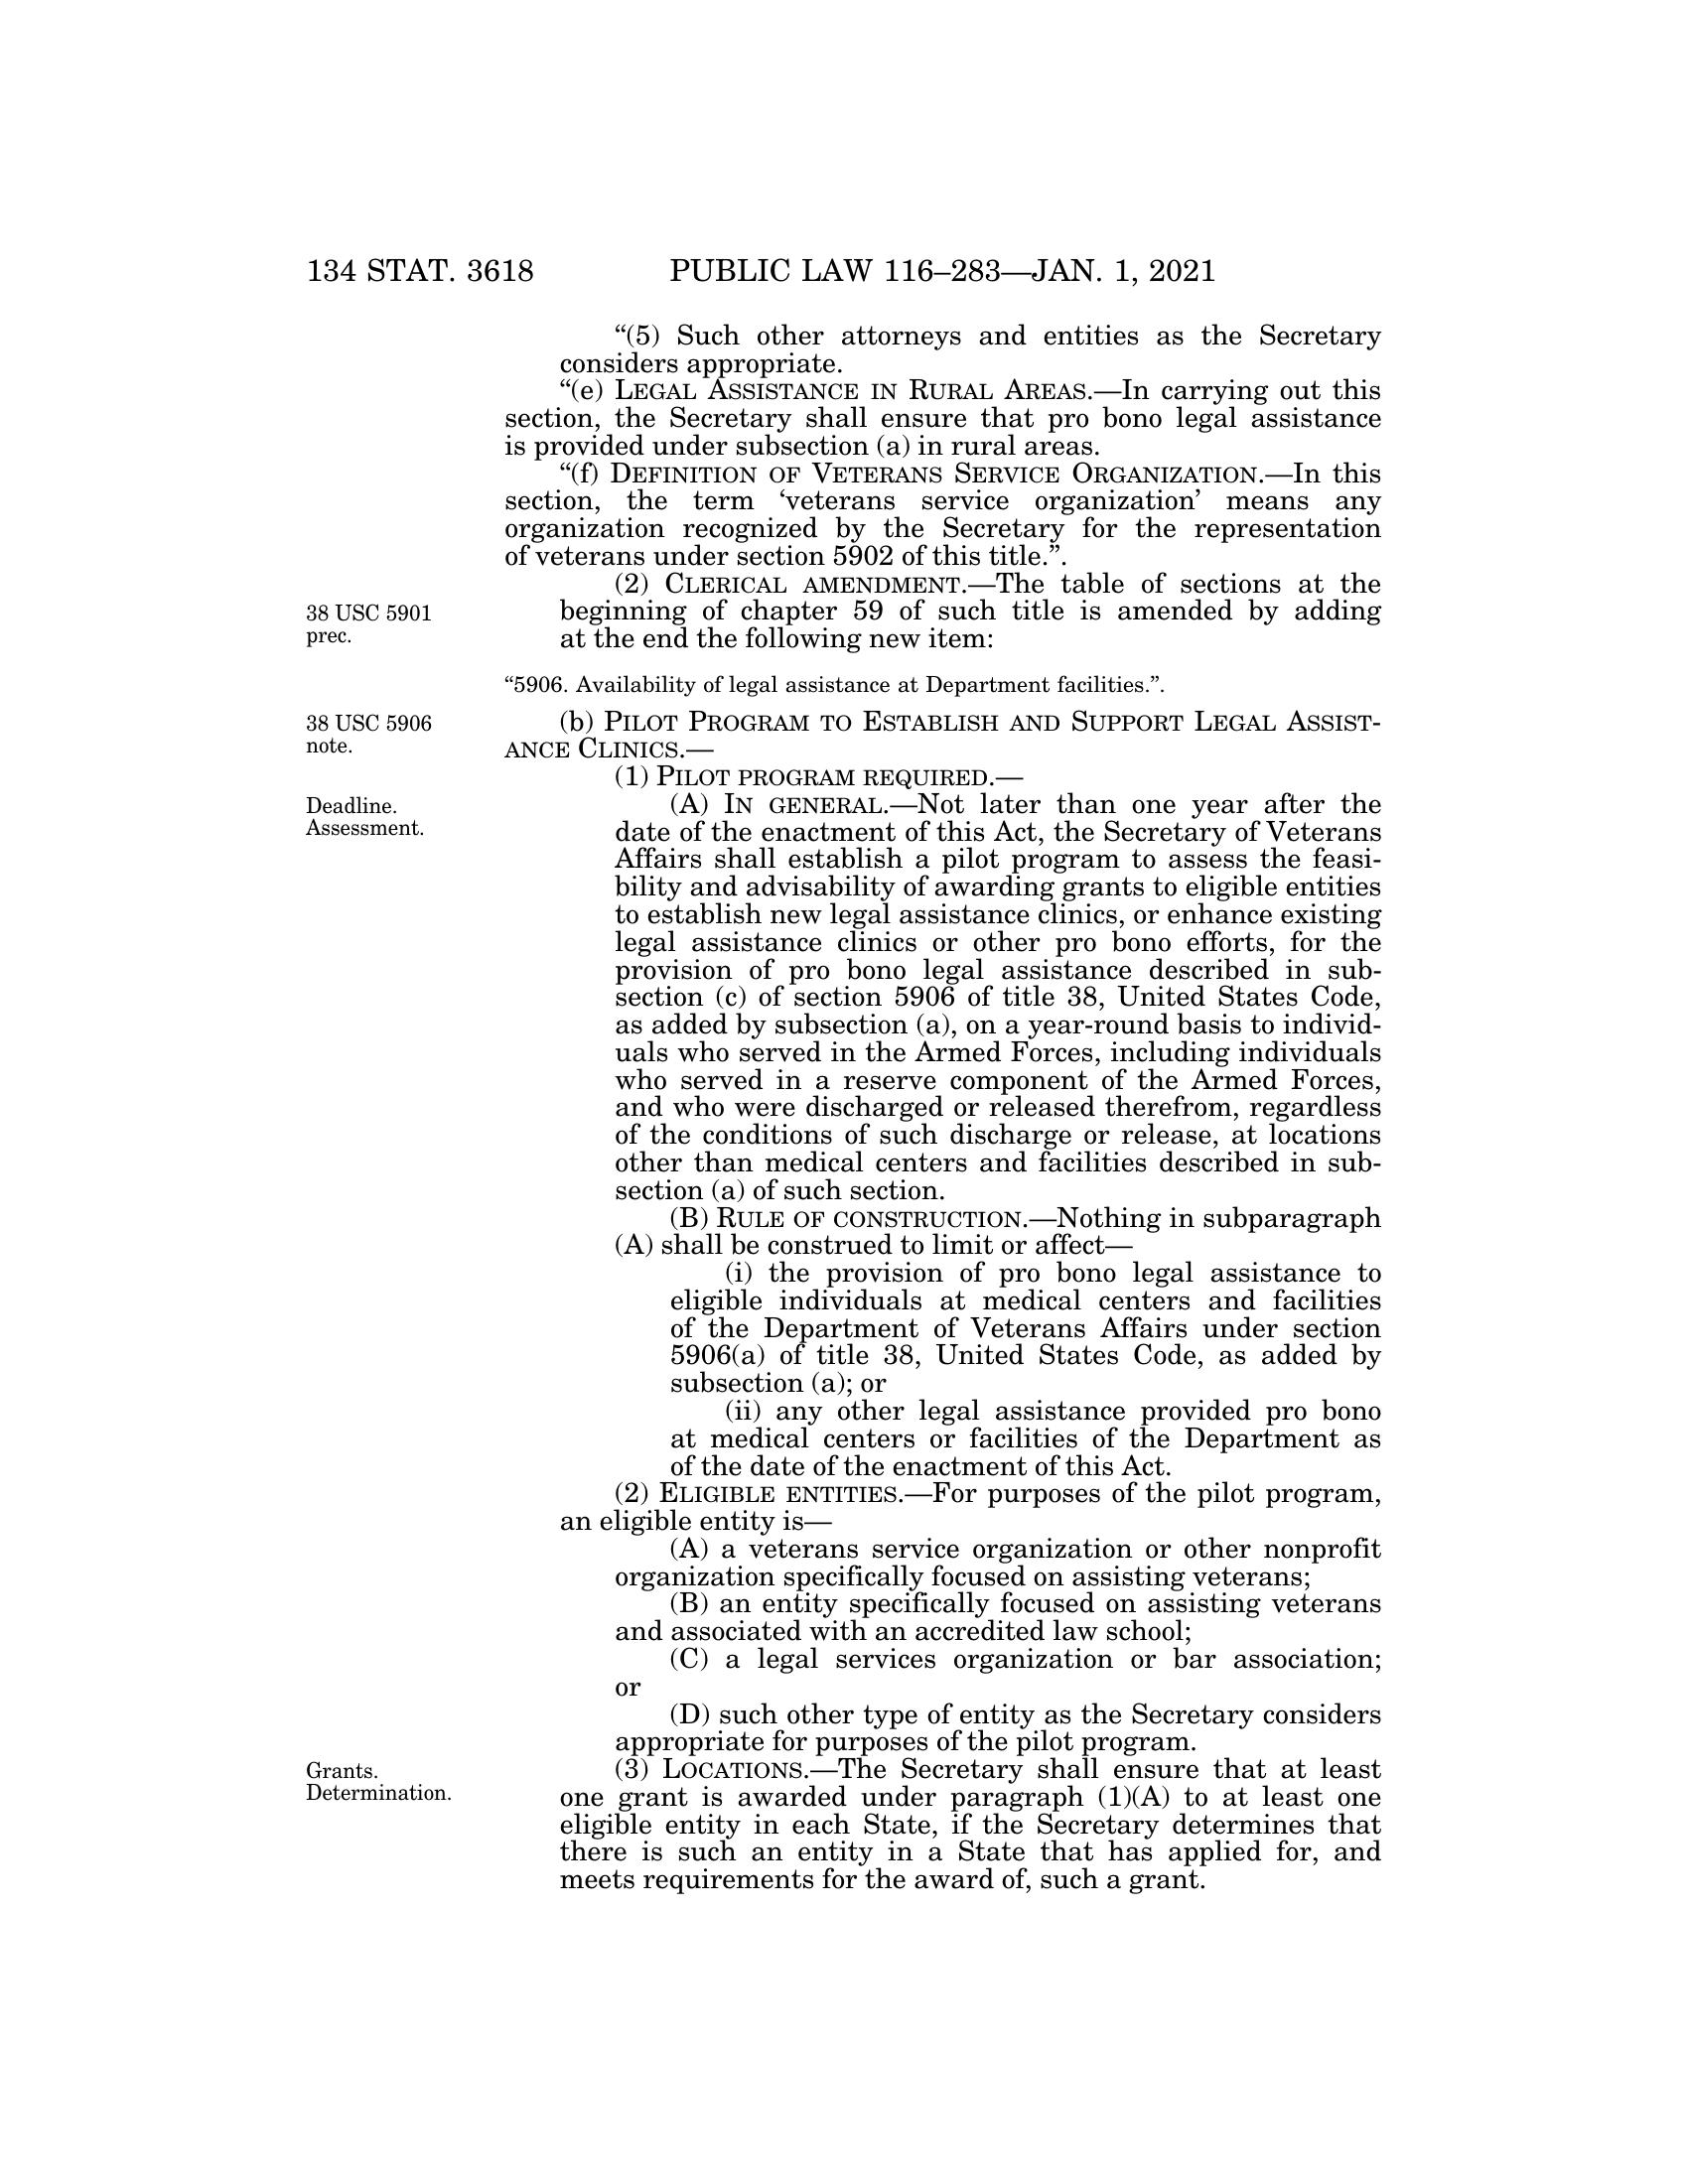 134 STAT. 3618 PUBLIC LAW 116–283—JAN. 1, 2021
“(5) Such other attorneys and entities as the Secretary
considers appropriate.
“(e) LEGAL ASSISTANCE IN RURAL AREAS.—In carrying out this
section, the Secretary shall ensure that pro bono legal assistance
is provided under subsection (a) in rural areas.
“(f) DEFINITION OF VETERANS SERVICE ORGANIZATION.—In this
section, the term ‘veterans service organization’ means any
organization recognized by the Secretary for the representation
of veterans under section 5902 of this title.”.
(2) CLERICAL AMENDMENT.—The table of sections at the
38 USC 5901
prec.
beginning of chapter 59 of such title is amended by adding
at the end the following new item:
“5906. Availability of legal assistance at Department facilities.”.
38 USC 5906
note.
(b) PILOT PROGRAM TO ESTABLISH AND SUPPORT LEGAL ASSIST-
ANCE CLINICS.—
(1) PILOT PROGRAM REQUIRED.—
Deadline.
Assessment.
(A) IN GENERAL.—Not later than one year after the
date of the enactment of this Act, the Secretary of Veterans
Affairs shall establish a pilot program to assess the feasi-
bility and advisability of awarding grants to eligible entities
to establish new legal assistance clinics, or enhance existing
legal assistance clinics or other pro bono efforts, for the
provision of pro bono legal assistance described in sub-
section (c) of section 5906 of title 38, United States Code,
as added by subsection (a), on a year-round basis to individ-
uals who served in the Armed Forces, including individuals
who served in a reserve component of the Armed Forces,
and who were discharged or released therefrom, regardless
of the conditions of such discharge or release, at locations
other than medical centers and facilities described in sub-
section (a) of such section.
(B) RULE OF CONSTRUCTION.—Nothing in subparagraph
(A) shall be construed to limit or affect—
(i) the provision of pro bono legal assistance to
eligible individuals at medical centers and facilities
of the Department of Veterans Affairs under section
5906(a) of title 38, United States Code, as added by
subsection (a); or
(ii) any other legal assistance provided pro bono
at medical centers or facilities of the Department as
of the date of the enactment of this Act.
(2) ELIGIBLE ENTITIES.—For purposes of the pilot program,
an eligible entity is—
(A) a veterans service organization or other nonprofit
organization specifically focused on assisting veterans;
(B) an entity specifically focused on assisting veterans
and associated with an accredited law school;
(C) a legal services organization or bar association;
or
(D) such other type of entity as the Secretary considers
appropriate for purposes of the pilot program.
Grants.
Determination.
(3) LOCATIONS.—The Secretary shall ensure that at least
one grant is awarded under paragraph (1)(A) to at least one
eligible entity in each State, if the Secretary determines that
there is such an entity in a State that has applied for, and
meets requirements for the award of, such a grant.